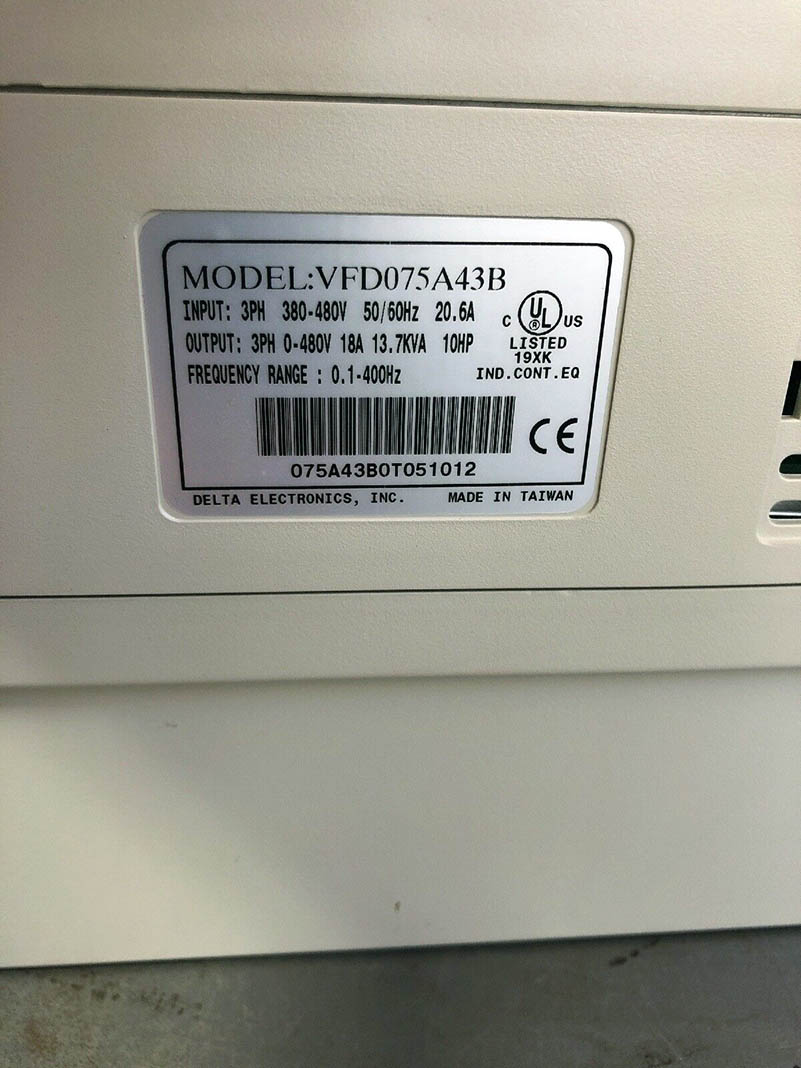 MODEL:VFD075A43B
INPUT: 3PH 380-480V 50/60Hz 20.6A
OUTPUT: 3PH 0-480V 18A 13.7KVA 10HP
FREQUENCY RANGE : 0.1-400Hz
C UL ® US
LISTED
19XK
IND.CONT.EQ
CE
075A43B0T051012
DELTA ELECTRONICS, INC. MADE IN TAIWAN